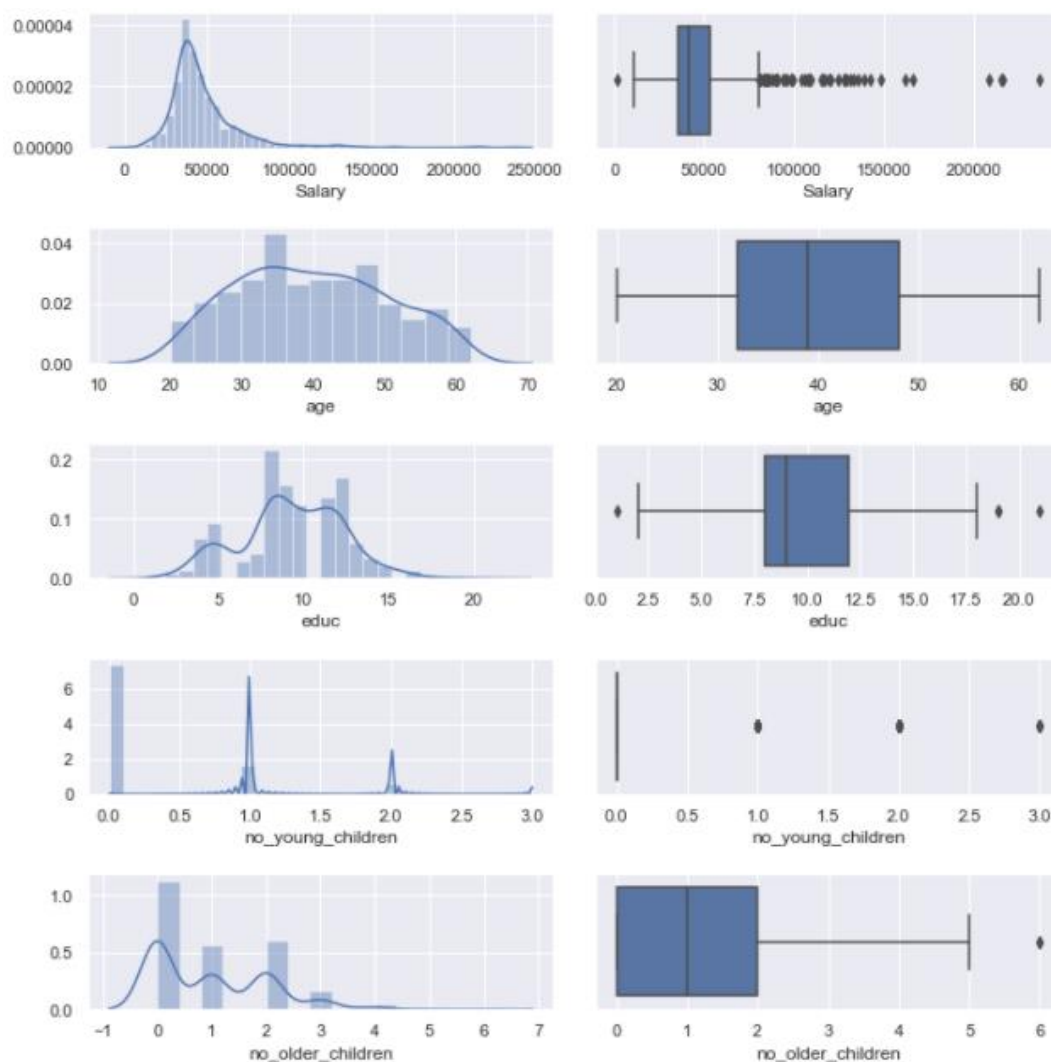 0.00004
0.00002
0.00000
0 50000 100000 150000 200000 250000
Salary
0 50000 100000 150000 200000
Salary
0.04
0.02
0.00
10 20 30 40 50 60 70
age
20 30 40 50 60
age
0.2
0.1
0.0
0 5 10 15 20
educ
0.0 2.5 5.0 7.5 10.0 12.5 15.0 17.5 20.0
educ
6
4
2
0
0.0 0.5 1.0 1.5 2.0 2.5 3.0
no_young_children
0.0 0.5 1.0 1.5 2.0 2.5 3.0
no_young_children
1.0
0.5
0.0
−1 0 1 2 3 4 5 6 7
no_older_children
0 1 2 3 4 5 6
no_older_children